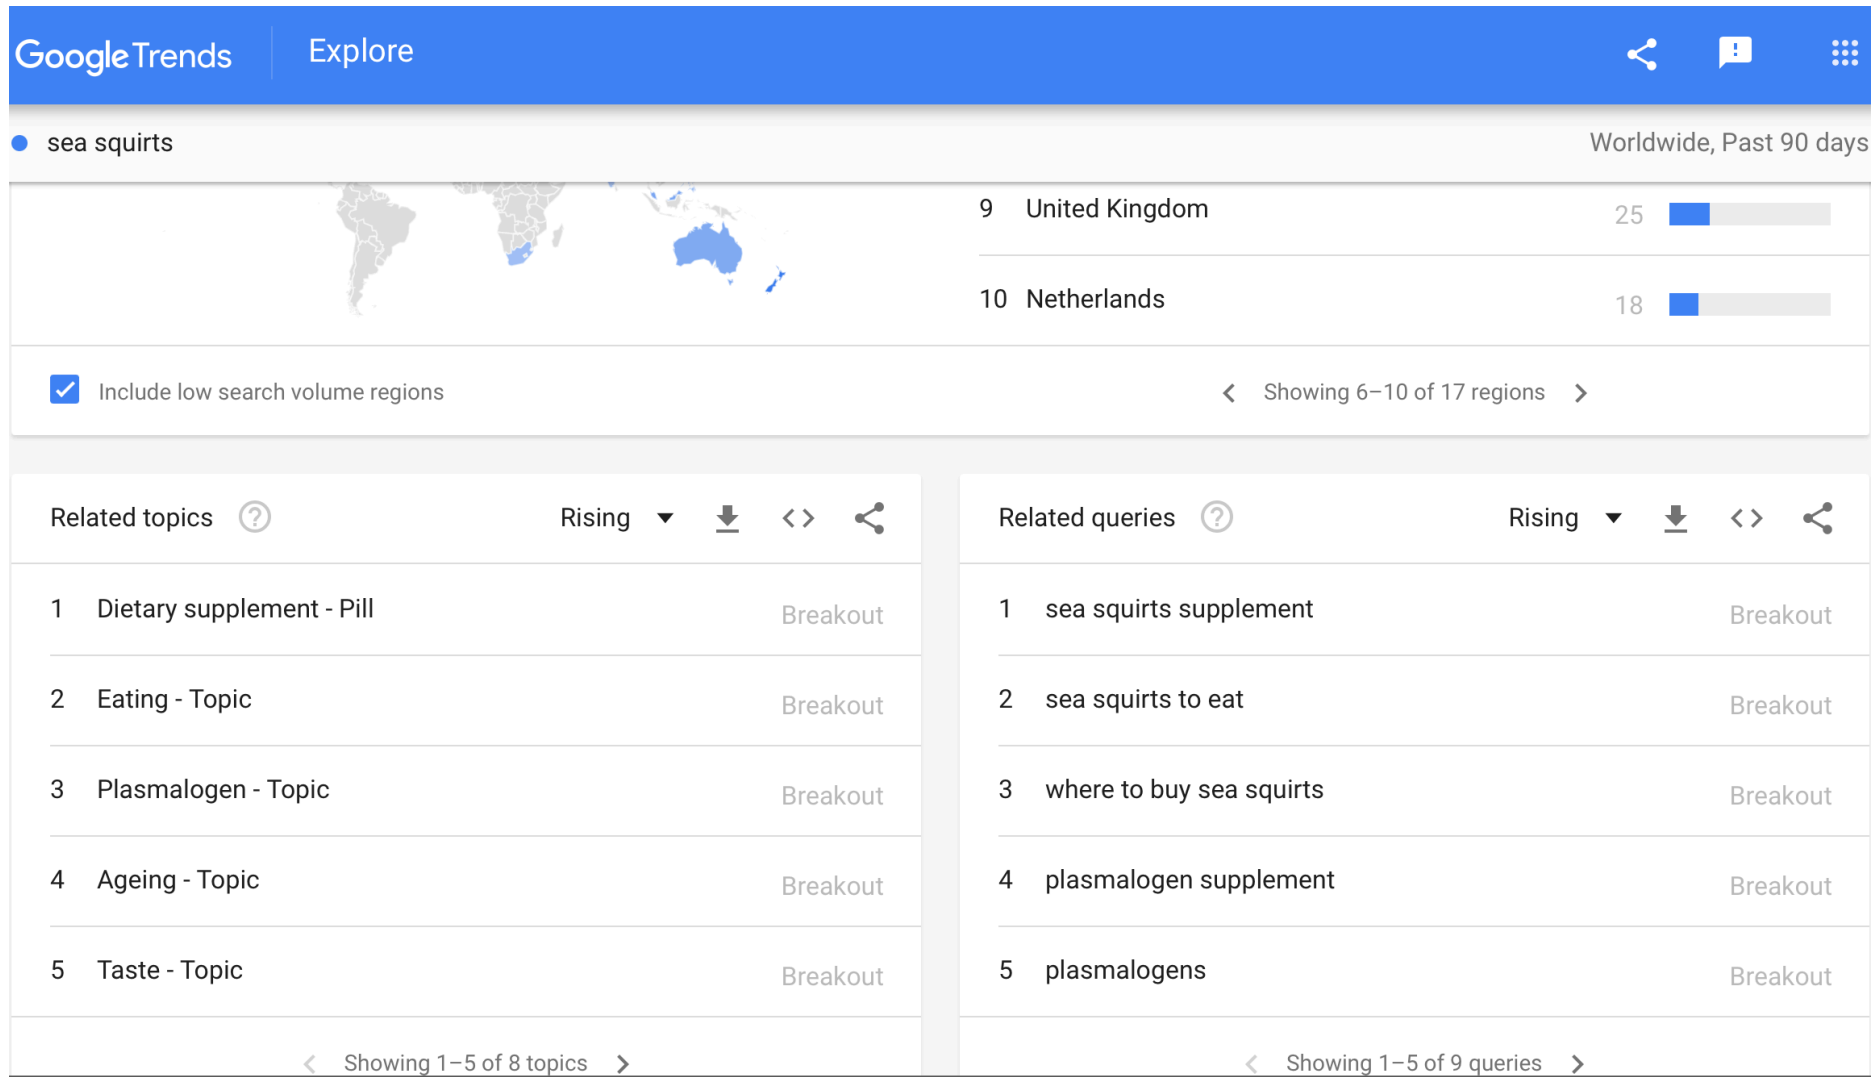 Google Trends
Explore
sea squirts
Worldwide, Past 90 days
9 United Kingdom 25
10 Netherlands 18
Include low search volume regions
Showing 6–10 of 17 regions
Related topics
Rising
1 Dietary supplement - Pill Breakout
2 Eating - Topic Breakout
3 Plasmalogen - Topic Breakout
4 Ageing - Topic Breakout
5 Taste - Topic Breakout
Showing 1–5 of 8 topics
Related queries
Rising
1 sea squirts supplement Breakout
2 sea squirts to eat Breakout
3 where to buy sea squirts Breakout
4 plasmalogen supplement Breakout
5 plasmalogens Breakout
Showing 1–5 of 9 queries